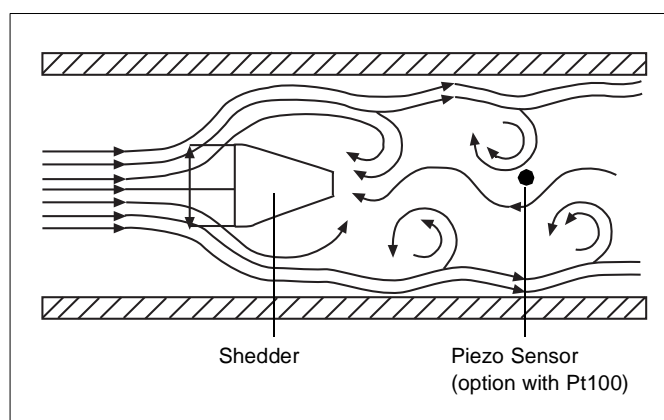 Shedder
Piezo Sensor
(option with Pt100)